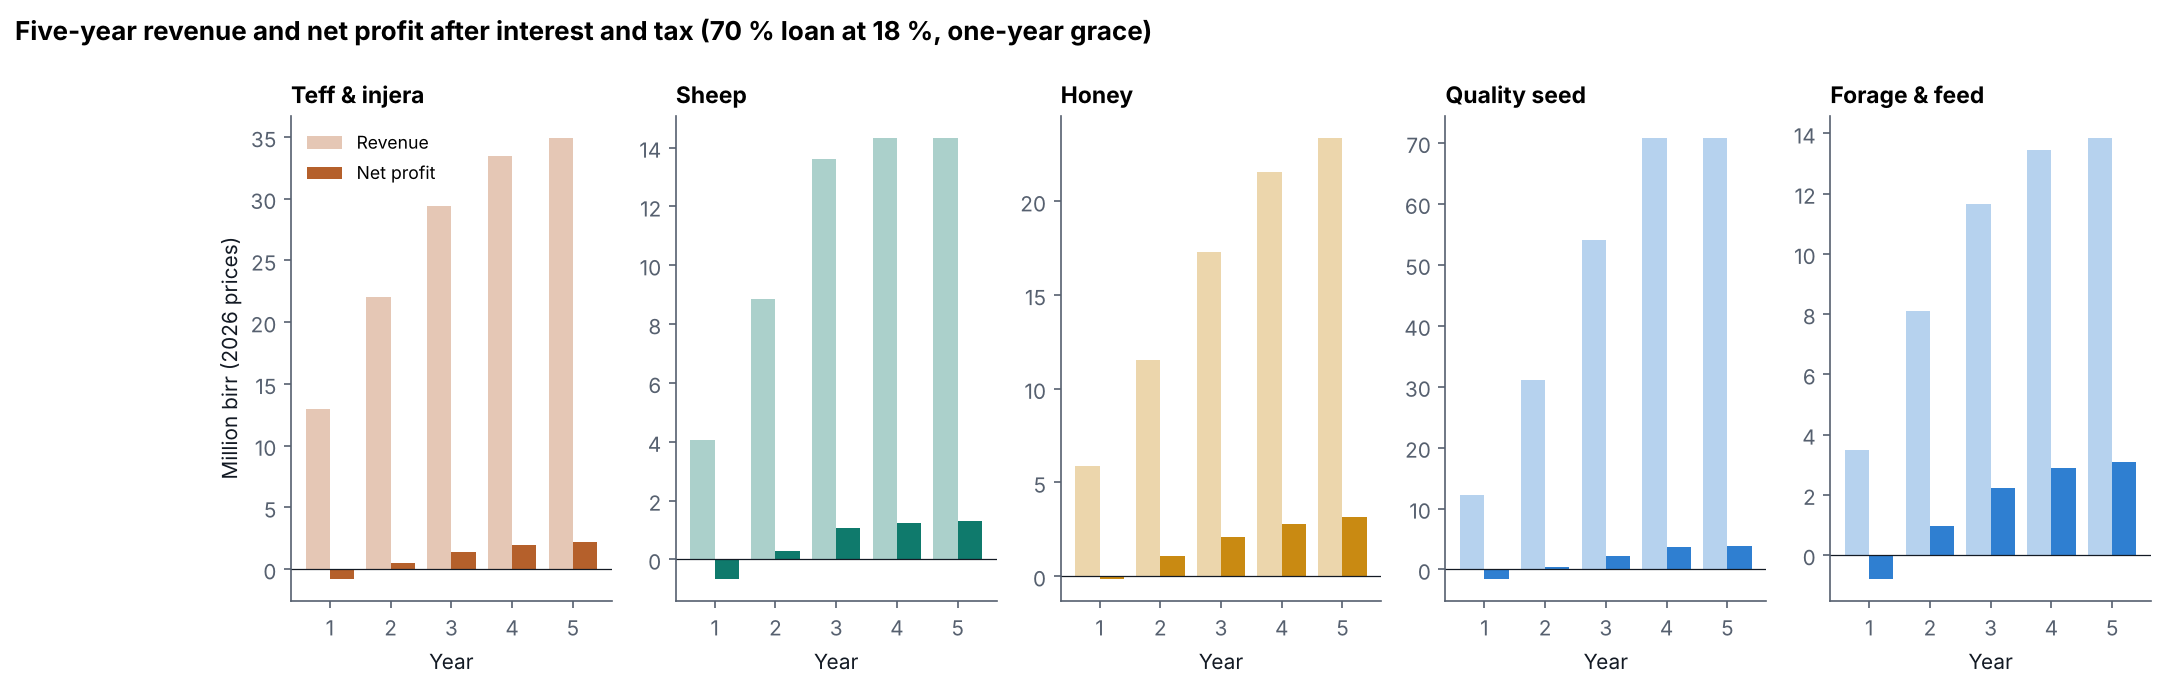 Five-year revenue and net profit after interest and tax (70 % loan at 18 %, one-year grace)
Teff & injera
Revenue
Net profit
Million birr (2026 prices)
35
30
25
20
15
10
5
0
1 2 3 4 5
Year
Sheep
14
12
10
8
6
4
2
0
1 2 3 4 5
Year
Honey
20
15
10
5
0
1 2 3 4 5
Year
Quality seed
70
60
50
40
30
20
10
0
1 2 3 4 5
Year
Forage & feed
14
12
10
8
6
4
2
0
1 2 3 4 5
Year